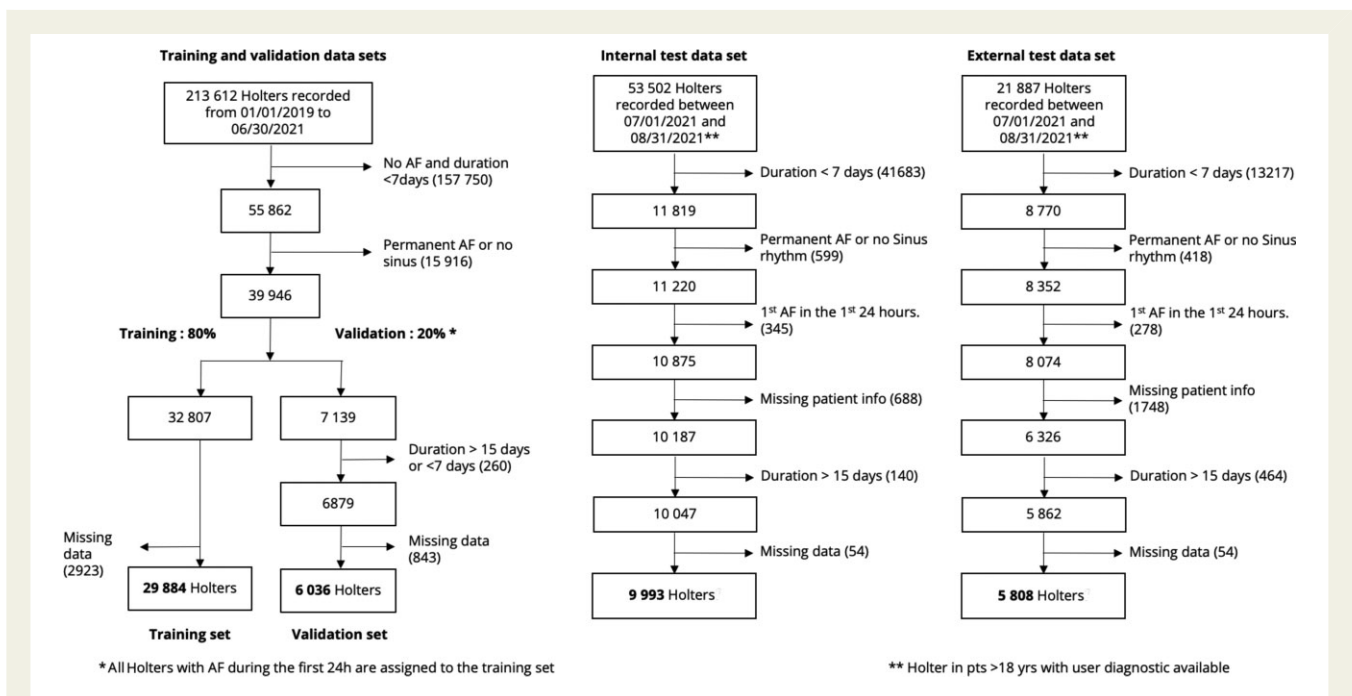 Training and validation data sets
213 612 Holters recorded
from 01/01/2019 to
06/30/2021
No AF and duration
<7days (157 750)
55 862
Permanent AF or no
sinus (15 916)
39 946
Training : 80%
Validation : 20% *
32 807
7 139
Duration > 15 days
or <7 days (260)
6879
Missing
data
(2923)
Missing data
(843)
29 884 Holters
6 036 Holters
Training set
Validation set
Internal test data set
53 502 Holters
recorded between
07/01/2021 and
08/31/2021**
Duration < 7 days (41683)
11 819
Permanent AF or no Sinus
rhythm (599)
11 220
1st AF in the 1st 24 hours.
(345)
10 875
Missing patient info (688)
10 187
Duration > 15 days (140)
10 047
Missing data (54)
9 993 Holters
External test data set
21 887 Holters
recorded between
07/01/2021 and
08/31/2021**
Duration < 7 days (13217)
8 770
Permanent AF or no Sinus
rhythm (418)
8 352
1st AF in the 1st 24 hours.
(278)
8 074
Missing patient info
(1748)
6 326
Duration > 15 days (464)
5 862
Missing data (54)
5 808 Holters
*All Holters with AF during the first 24h are assigned to the training set
** Holter in pts >18 yrs with user diagnostic available